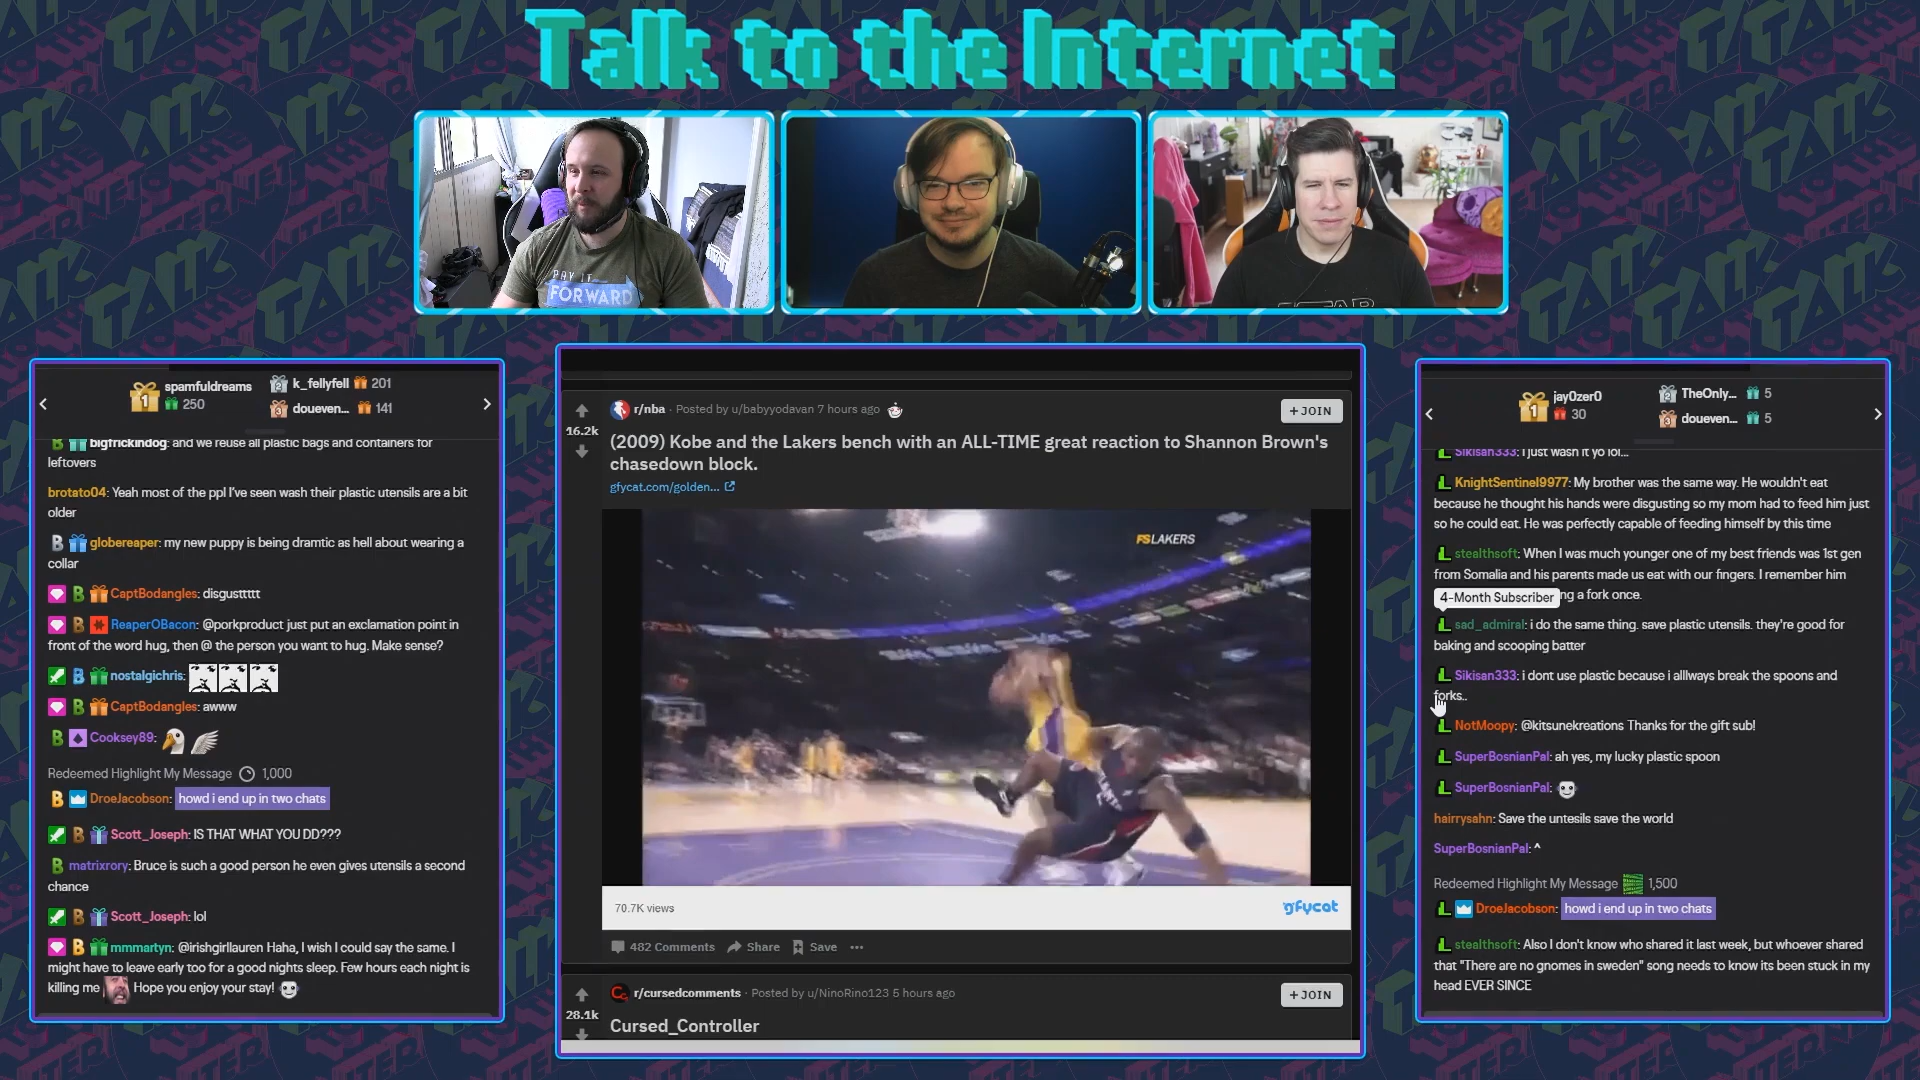 Talk to the Internet
PAY IT
FORWARD
spamfuldreams
250
k_fellyfell 201
doueven... 141
bigfrickindog: and we reuse all plastic bags and containers for
leftovers
brotato04: Yeah most of the ppl I've seen wash their plastic utensils are a bit
older
globereaper: my new puppy is being dramtic as hell about wearing a
collar
CaptBodangles: disgusttttt
ReaperOBacon: @porkproduct just put an exclamation point in
front of the word hug, then @ the person you want to hug. Make sense?
nostalgichris:
CaptBodangles: awww
Cooksey89:
Redeemed Highlight My Message 1,000
DroeJacobson: howd i end up in two chats
Scott_Joseph: IS THAT WHAT YOU DD???
matrixrory: Bruce is such a good person he even gives utensils a second
chance
Scott_Joseph: lol
mmmartyn: @irishgirllauren Haha, I wish I could say the same. I
might have to leave early too for a good nights sleep. Few hours each night is
killing me Hope you enjoy your stay!
16.2k
r/nba · Posted by u/babyyodavan 7 hours ago
+ JOIN
(2009) Kobe and the Lakers bench with an ALL-TIME great reaction to Shannon Brown's
chasedown block.
gfycat.com/golden...
FSLAKERS
70.7K views
gfycat
482 Comments Share Save ...
28.1k
r/cursedcomments · Posted by u/NinoRino123 5 hours ago
+ JOIN
Cursed_Controller
jay0zer0
30
TheOnly... 5
doueven... 5
Sikisan333: I just wash it yo lol...
KnightSentinel9977: My brother was the same way. He wouldn't eat
because he thought his hands were disgusting so my mom had to feed him just
so he could eat. He was perfectly capable of feeding himself by this time
stealthsoft: When I was much younger one of my best friends was 1st gen
from Somalia and his parents made us eat with our fingers. I remember him
4-Month Subscriber
ng a fork once.
sad_admiral: i do the same thing. save plastic utensils. they're good for
baking and scooping batter
Sikisan333: i dont use plastic because i allways break the spoons and
forks..
NotMoopy: @kitsunekreations Thanks for the gift sub!
SuperBosnianPal: ah yes, my lucky plastic spoon
SuperBosnianPal:
hairrysahn: Save the untesils save the world
SuperBosnianPal: ^
Redeemed Highlight My Message 1,500
DroeJacobson: howd i end up in two chats
stealthsoft: Also I don't know who shared it last week, but whoever shared
that "There are no gnomes in sweden" song needs to know its been stuck in my
head EVER SINCE